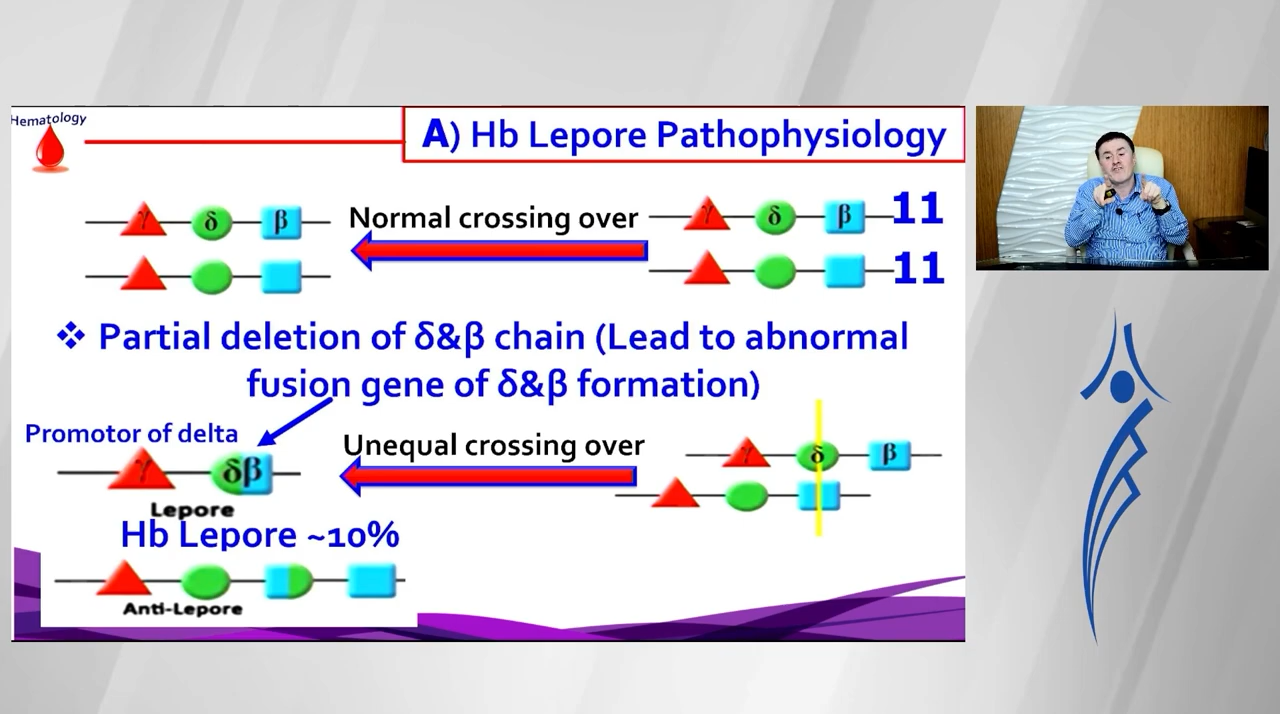 Hematology
A) Hb Lepore Pathophysiology
γ δ β Normal crossing over γ δ β 11
11
❖ Partial deletion of δ&β chain (Lead to abnormal
fusion gene of δ&β formation)
Promotor of delta
γ δβ Unequal crossing over γ δ β
Lepore
Hb Lepore ~10%
Anti-Lepore